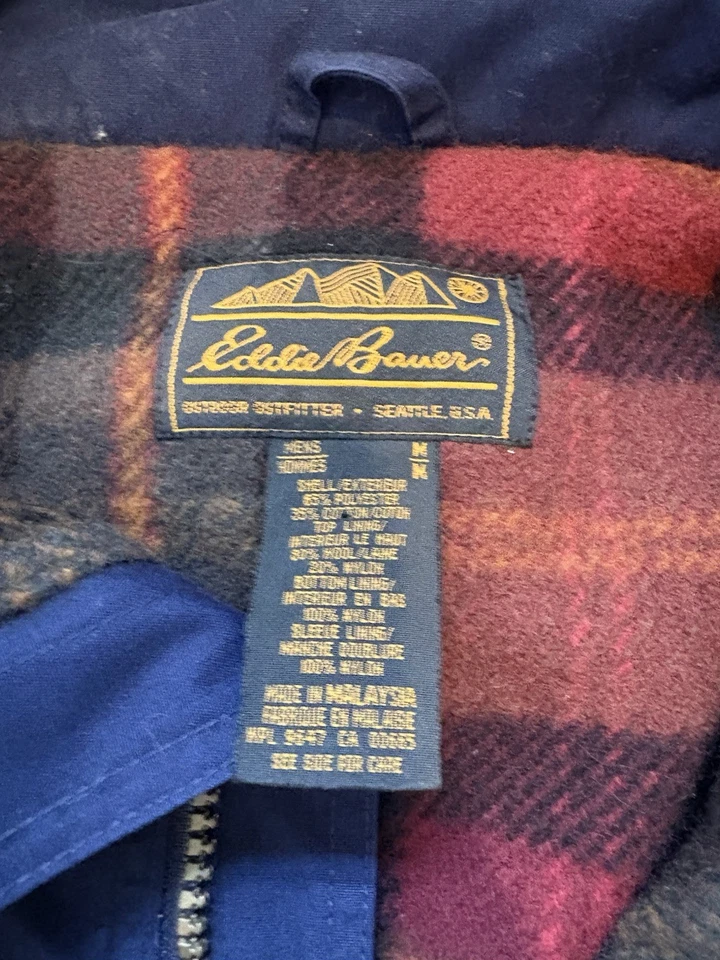 Eddie Bauer®
OUTDOOR OUTFITTER • SEATTLE, U.S.A.
MENS M
HOMMES M
SHELL/EXTERIEUR
65% POLYESTER
35% COTTON/COTON
TOP LINING/
INTERIEUR LE HAUT
80% WOOL/LAINE
20% NYLON
BOTTOM LINING/
INTERIEUR EN BAS
100% NYLON
SLEEVE LINING/
MANCHE DOUBLURE
100% NYLON
MADE IN MALAYSIA
FABRIQUE EN MALAISIE
CA
SEE SIDE FOR CARE